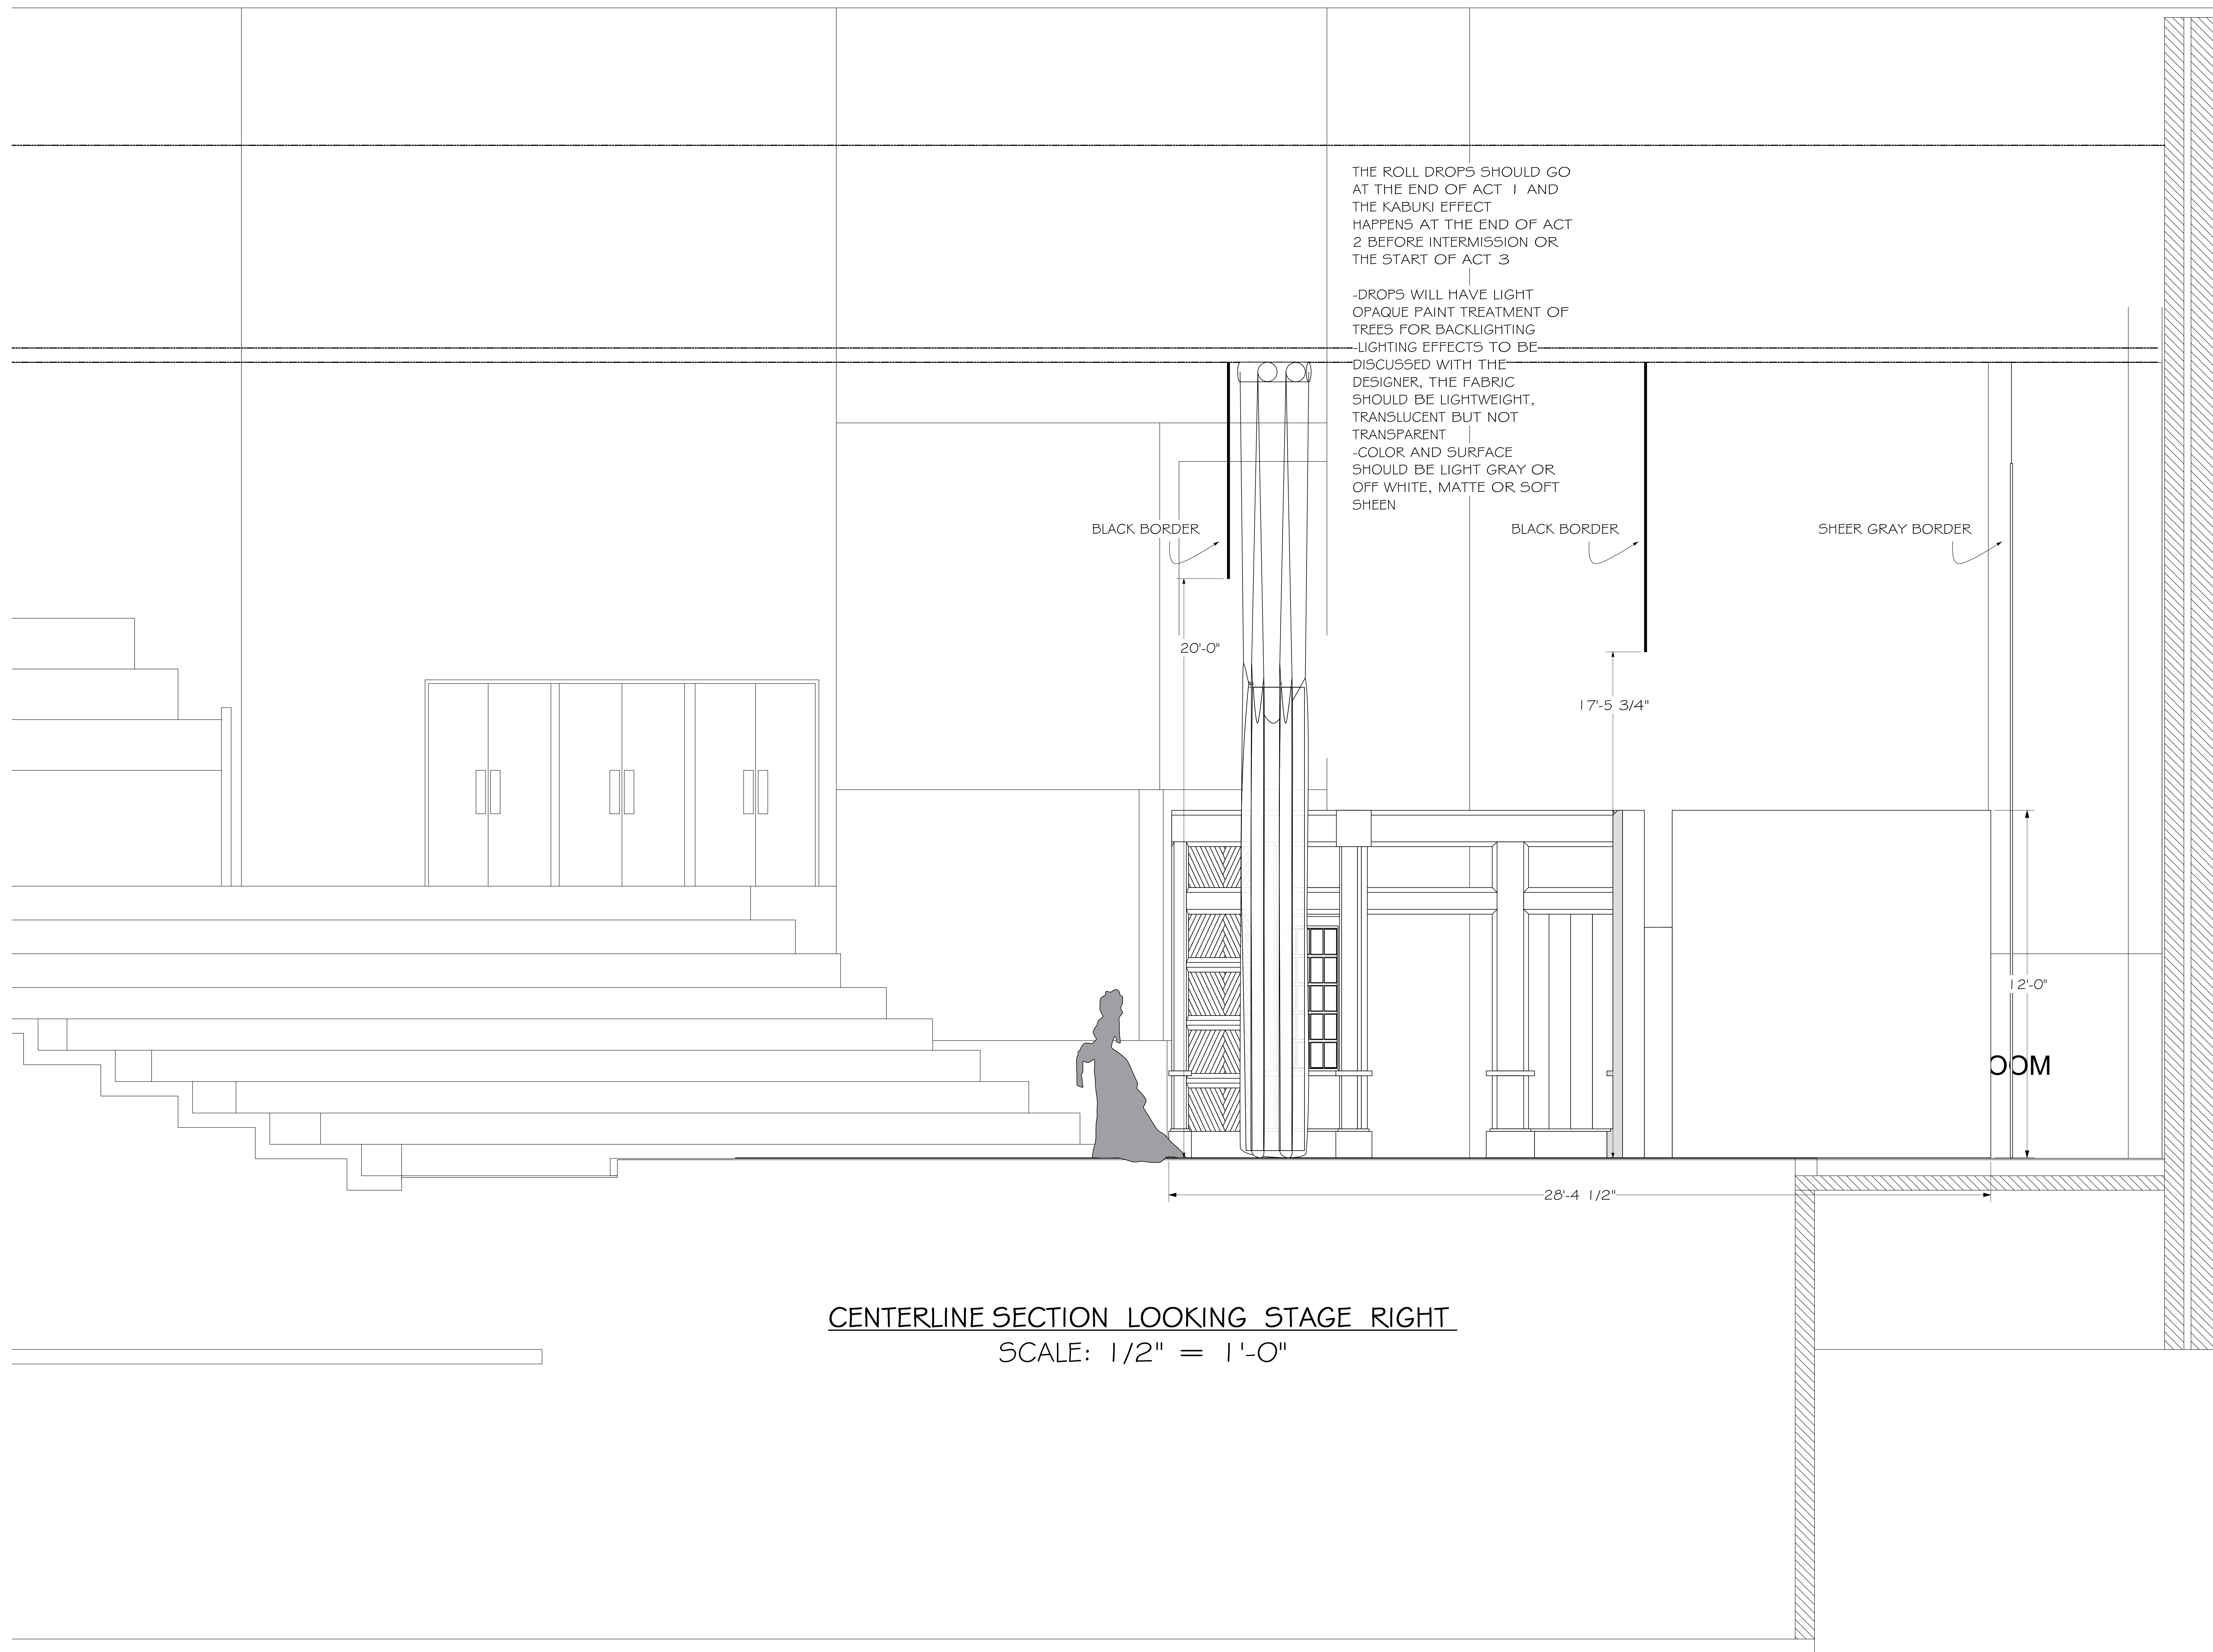 THE ROLL DROPS SHOULD GO
AT THE END OF ACT 1 AND
THE KABUKI EFFECT
HAPPENS AT THE END OF ACT
2 BEFORE INTERMISSION OR
THE START OF ACT 3
-DROPS WILL HAVE LIGHT
OPAQUE PAINT TREATMENT OF
TREES FOR BACKLIGHTING
-LIGHTING EFFECTS TO BE
DISCUSSED WITH THE
DESIGNER, THE FABRIC
SHOULD BE LIGHTWEIGHT,
TRANSLUCENT BUT NOT
TRANSPARENT
-COLOR AND SURFACE
SHOULD BE LIGHT GRAY OR
OFF WHITE, MATTE OR SOFT
SHEEN
BLACK BORDER
BLACK BORDER
SHEER GRAY BORDER
20'-0"
17'-5 3/4"
12'-0"
OOM
28'-4 1/2"
CENTERLINE SECTION LOOKING STAGE RIGHT
SCALE: 1/2" = 1'-0"